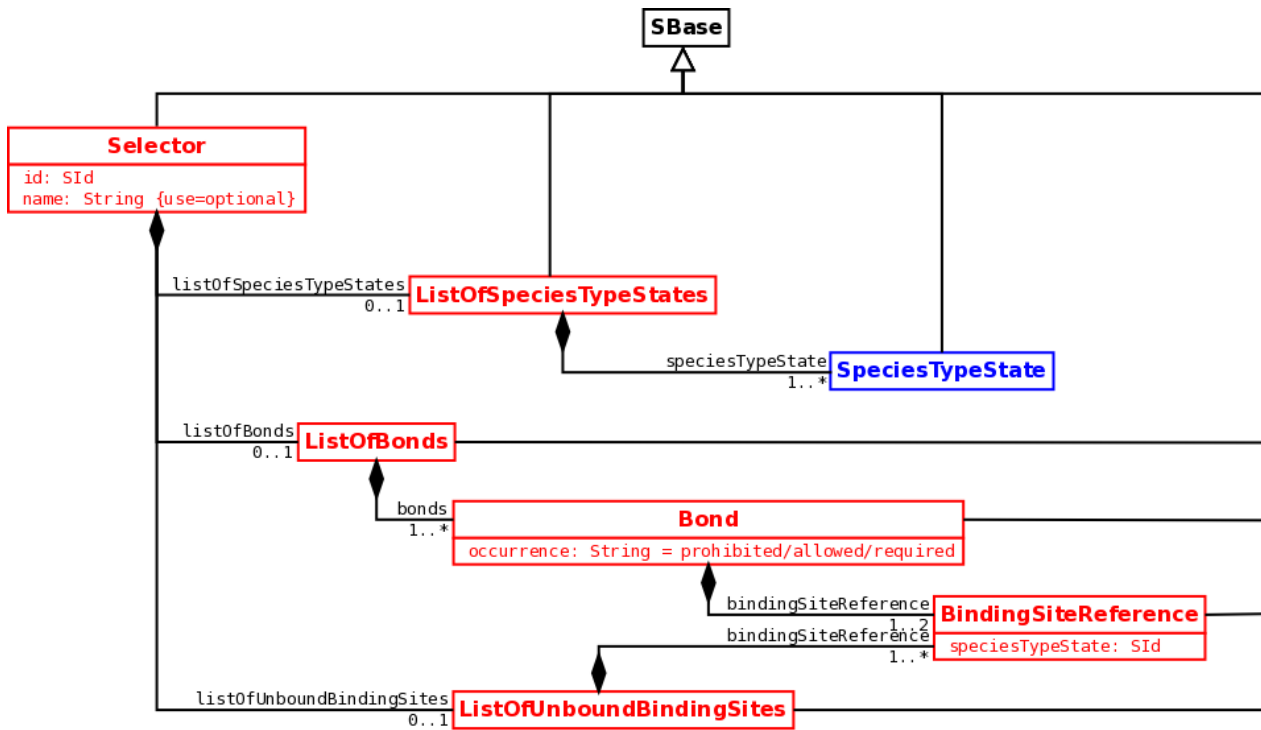 SBase
Selector
id: SId
name: String {use=optional}
listOfSpeciesTypeStates
0..1
ListOfSpeciesTypeStates
speciesTypeState
1..*
SpeciesTypeState
listOfBonds
0..1
ListOfBonds
bonds
1..*
Bond
occurrence: String = prohibited/allowed/required
bindingSiteReference
1..2
BindingSiteReference
speciesTypeState: SId
bindingSiteReference
1..*
listOfUnboundBindingSites
0..1
ListOfUnboundBindingSites